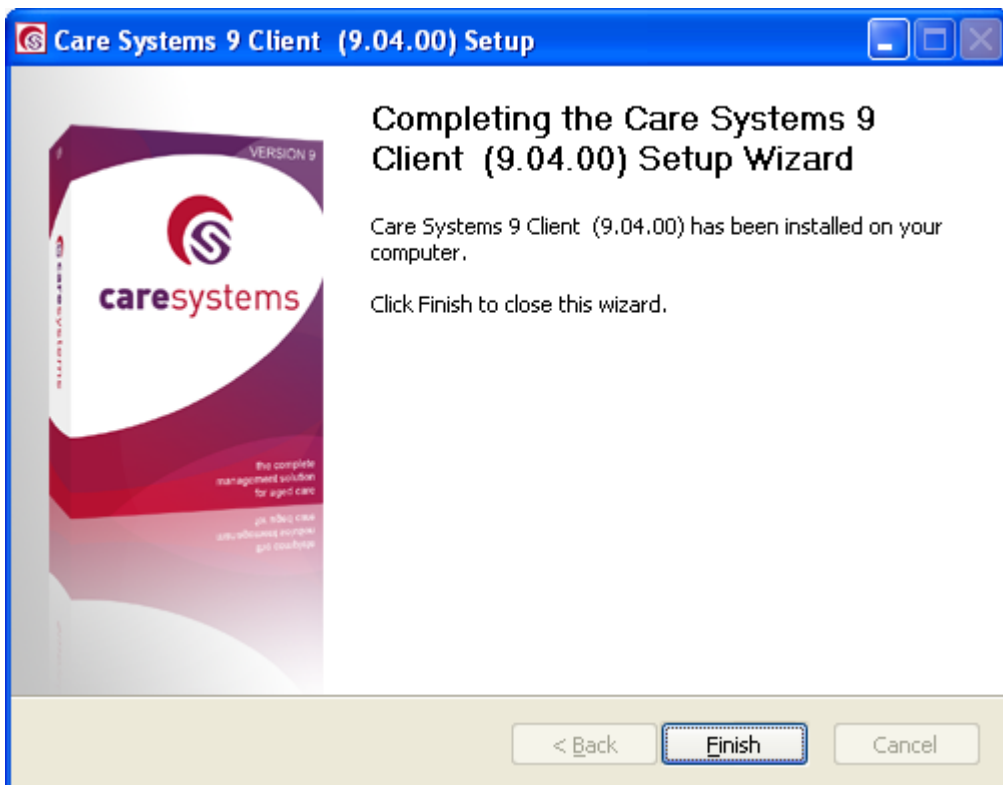 Care Systems 9 Client (9.04.00) Setup
Completing the Care Systems 9
Client (9.04.00) Setup Wizard
Care Systems 9 Client (9.04.00) has been installed on your
computer.
Click Finish to close this wizard.
VERSION 9
caresystems
caresystems
the complete
management solution
for aged care
< Back
Finish
Cancel